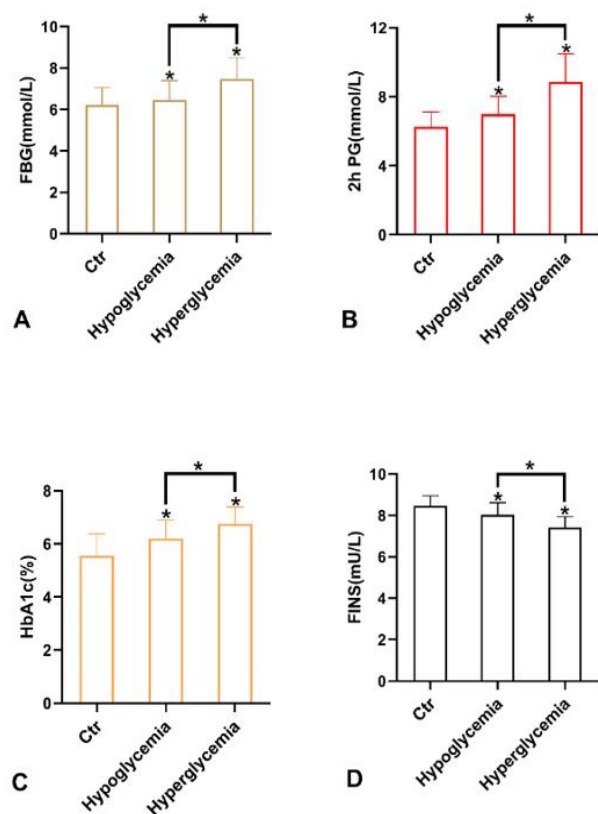 FBG(mmol/L)
10
8
6
4
2
0
*
*
*
Ctr
Hypoglycemia
Hyperglycemia
A
2h PG(mmol/L)
12
8
4
0
*
*
*
Ctr
Hypoglycemia
Hyperglycemia
B
HbA1c(%)
8
6
4
2
0
*
*
*
Ctr
Hypoglycemia
Hyperglycemia
C
FINS(mU/L)
10
8
6
4
2
0
*
*
*
Ctr
Hypoglycemia
Hyperglycemia
D